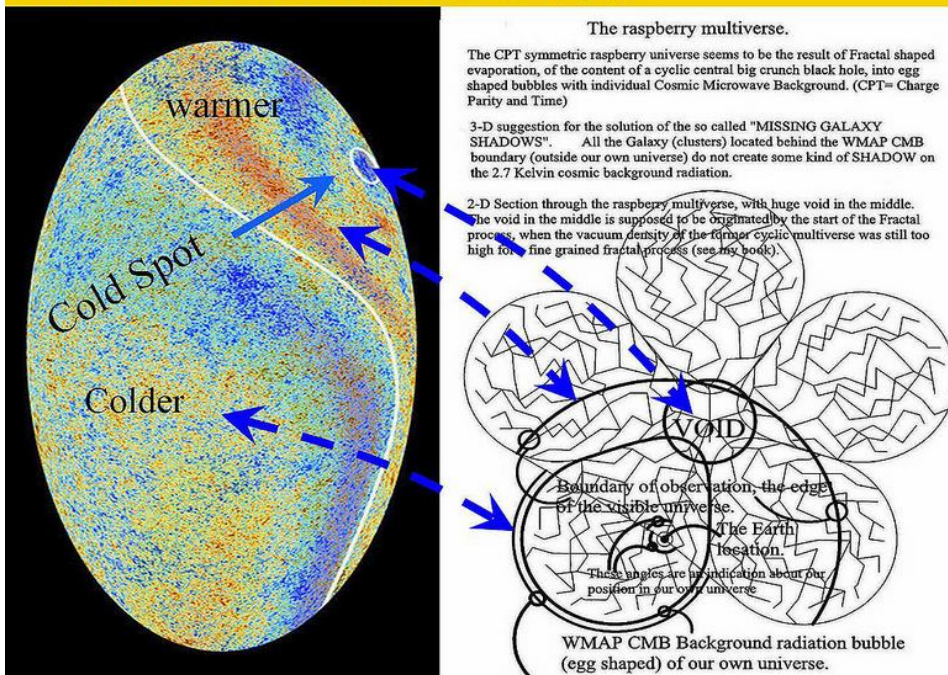 warmer
Cold Spot
Colder
The raspberry multiverse.
The CPT symmetric raspberry universe seems to be the result of Fractal shaped
evaporation, of the content of a cyclic central big crunch black hole, into egg
shaped bubbles with individual Cosmic Microwave Background. (CPT= Charge
Parity and Time)
3-D suggestion for the solution of the so called "MISSING GALAXY
SHADOWS". All the Galaxy (clusters) located behind the WMAP CMB
boundary (outside our own universe) do not create some kind of SHADOW on
the 2.7 Kelvin cosmic background radiation.
2-D Section through the raspberry multiverse, with huge void in the middle.
The void in the middle is supposed to be originated by the start of the Fractal
process, when the vacuum density of the former cyclic multiverse was still too
high for fine grained fractal process (see my book).
VOID
Boundary of observation, the edge
of the visible universe.
The Earth
location.
These angles are an indication about our
position in our own universe
WMAP CMB Background radiation bubble
(egg shaped) of our own universe.